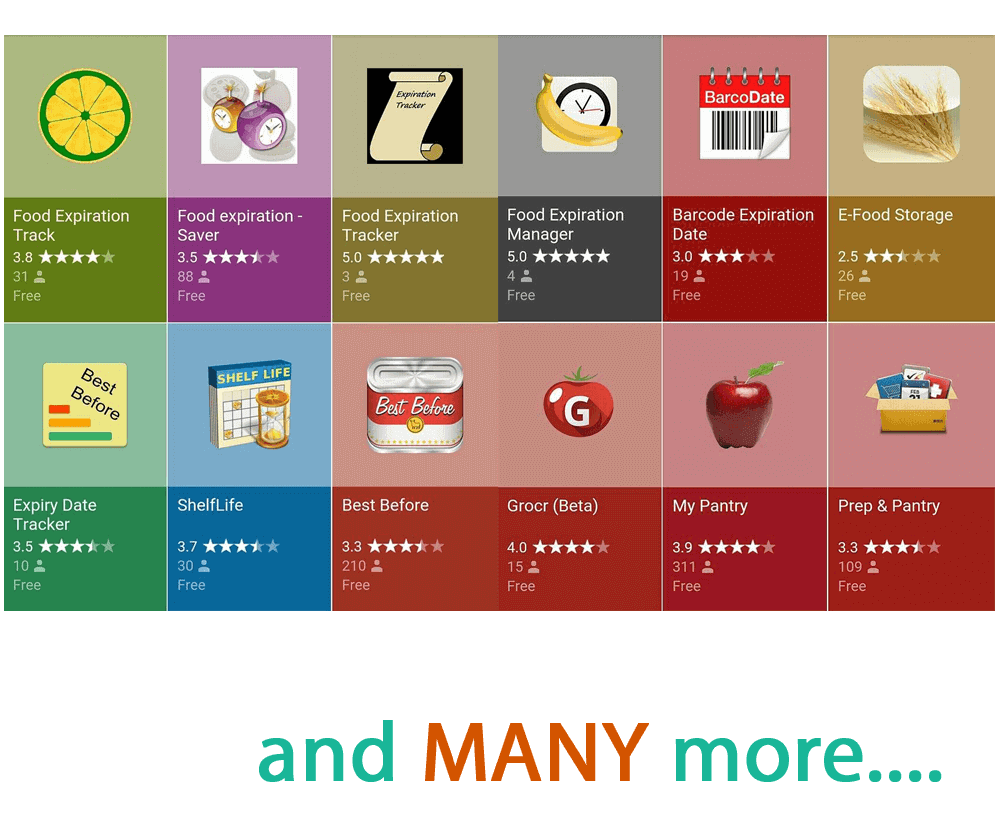 Expiration
Tracker
BarcoDate
Food Expiration
Track
3.8
31
Free
Food expiration -
Saver
3.5
88
Free
Food Expiration
Tracker
5.0
3
Free
Food Expiration
Manager
5.0
4
Free
Barcode Expiration
Date
3.0
19
Free
E-Food Storage
2.5
26
Free
Best
Before
SHELF LIFE
Best Before
G
FEB
21
Expiry Date
Tracker
3.5
10
Free
ShelfLife
3.7
30
Free
Best Before
3.3
210
Free
Grocr (Beta)
4.0
15
Free
My Pantry
3.9
311
Free
Prep & Pantry
3.3
109
Free
and MANY more....